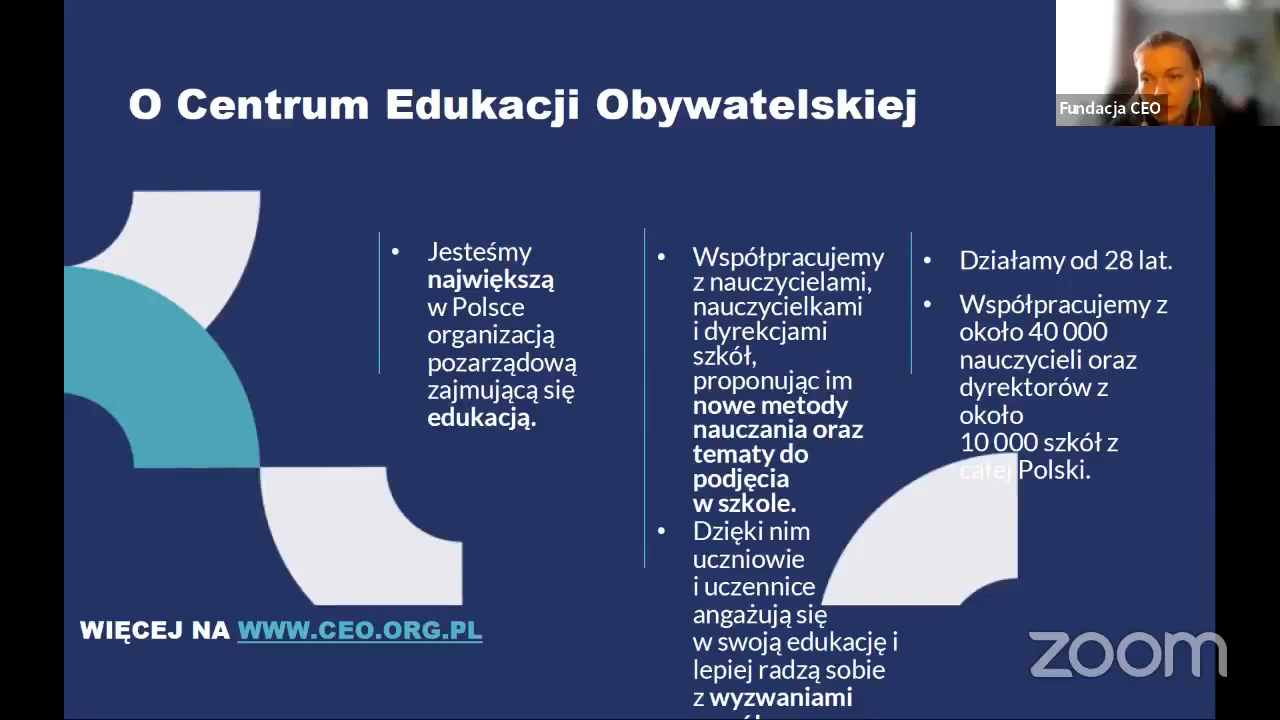 O Centrum Edukacji Obywatelskiej
Fundacja CEO
• Jesteśmy
największą
w Polsce
organizacją
pozarządową
zajmującą się
edukacją.
• Współpracujemy
z nauczycielami,
nauczycielkami
i dyrekcjami
szkół,
proponując im
nowe metody
nauczania oraz
tematy do
podjęcia
w szkole.
• Dzięki nim
uczniowie
i uczennice
angażują się
w swoją edukację i
lepiej radzą sobie
z wyzwaniami
• Działamy od 28 lat.
• Współpracujemy z
około 40 000
nauczycieli oraz
dyrektorów z
około
10 000 szkół z
całej Polski.
WIĘCEJ NA WWW.CEO.ORG.PL
zoom